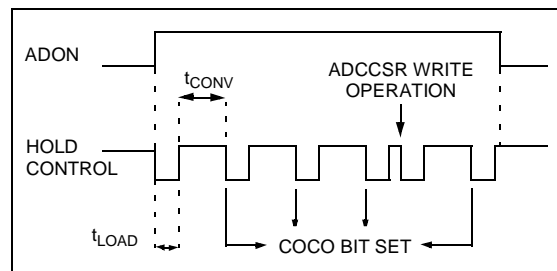 ADON
tCONV
ADCCSR WRITE
OPERATION
HOLD
CONTROL
tLOAD
COCO BIT SET